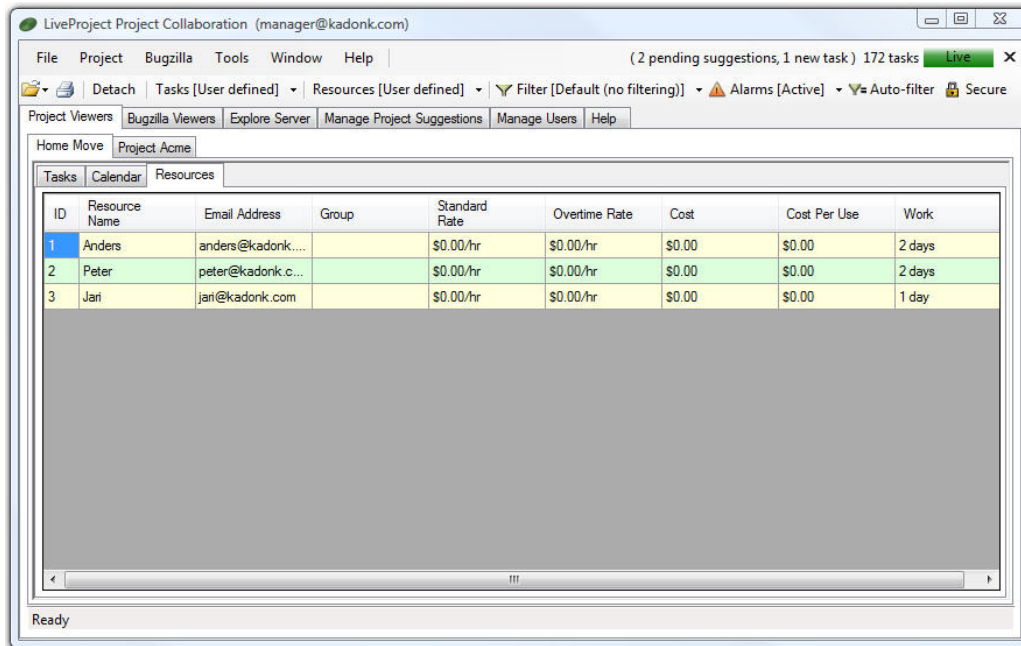 LiveProject Project Collaboration (manager@kadonk.com)
File Project Bugzilla Tools Window Help ( 2 pending suggestions, 1 new task ) 172 tasks Live
Detach Tasks [User defined] Resources [User defined] Filter [Default (no filtering)] Alarms [Active] Auto-filter Secure
Project Viewers Bugzilla Viewers Explore Server Manage Project Suggestions Manage Users Help
Home Move Project Acme
Tasks Calendar Resources
ID Resource Name Email Address Group Standard Rate Overtime Rate Cost Cost Per Use Work
1 Anders anders@kadonk.... $0.00/hr $0.00/hr $0.00 $0.00 2 days
2 Peter peter@kadonk.c... $0.00/hr $0.00/hr $0.00 $0.00 2 days
3 Jari jari@kadonk.com $0.00/hr $0.00/hr $0.00 $0.00 1 day
Ready